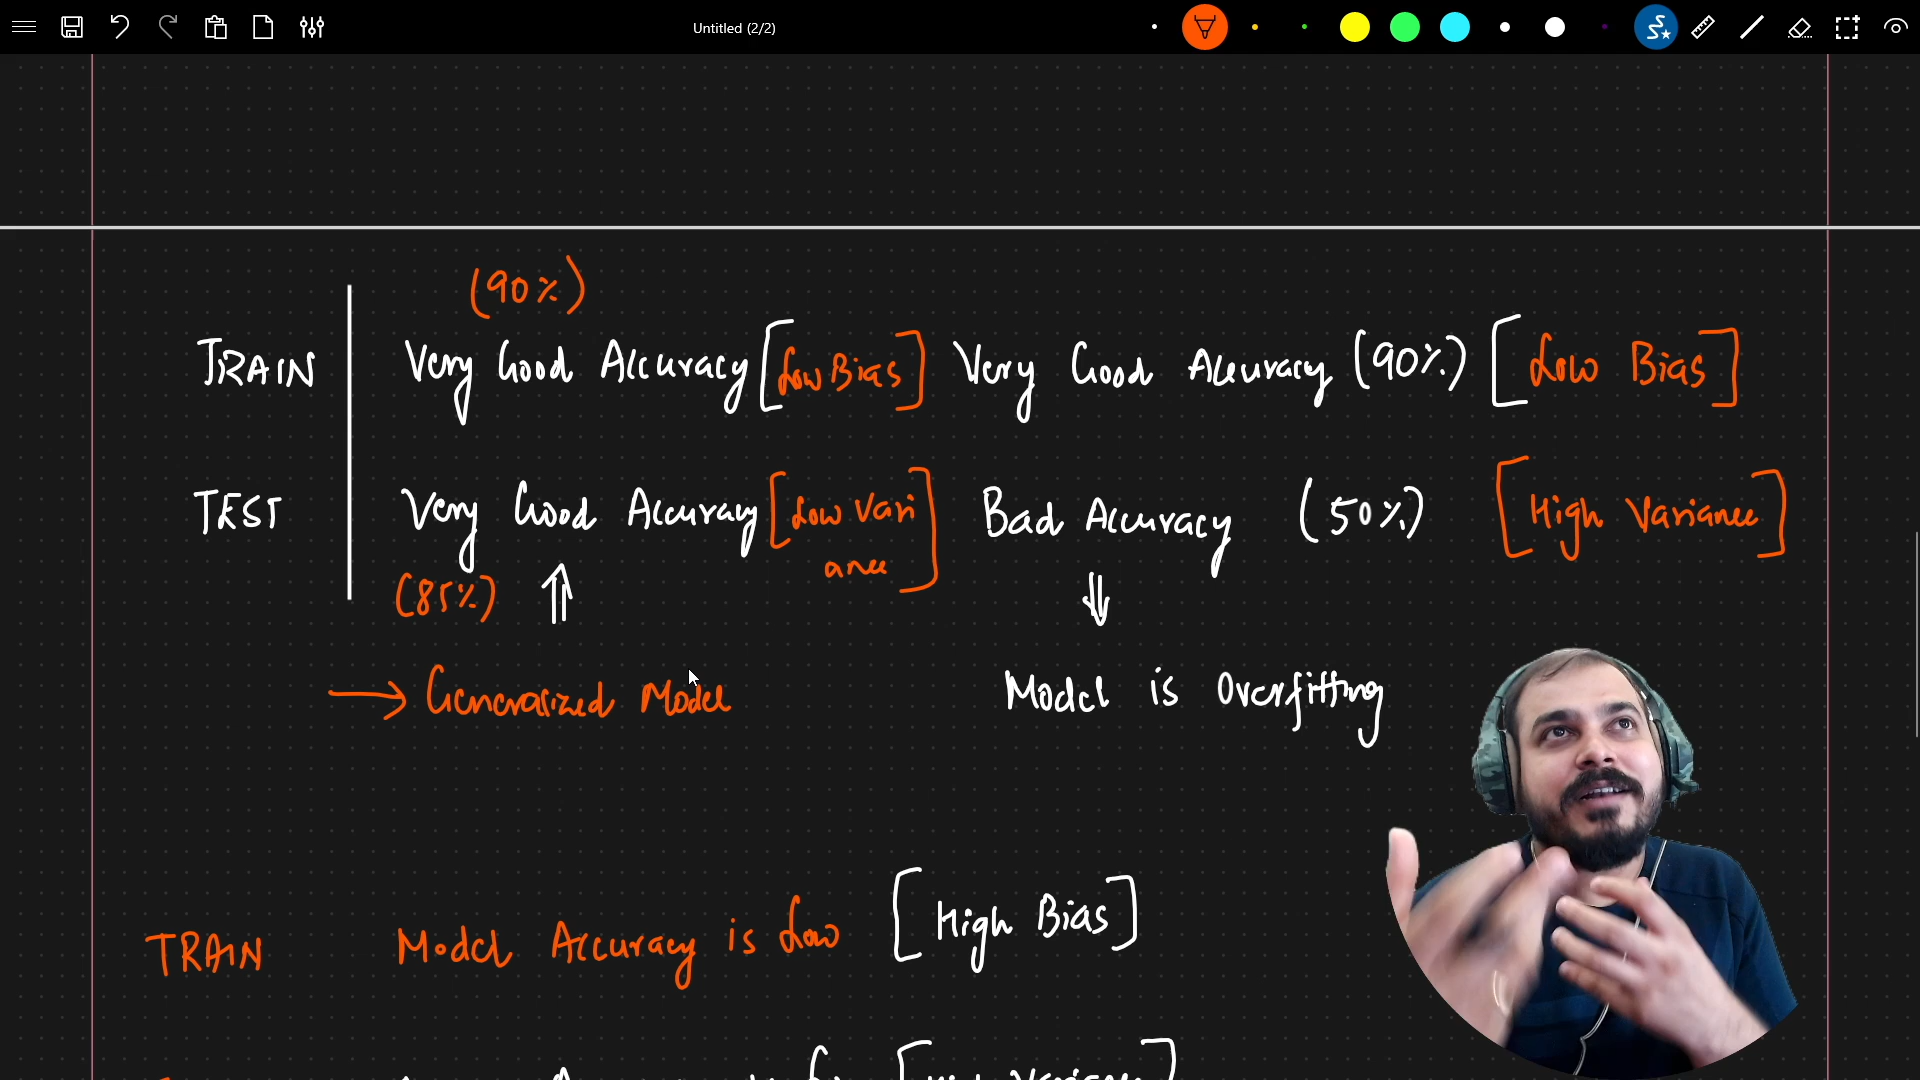 Untitled (2/2)
(90%)
TRAIN Very Good Accuracy [Low Bias] Very Good Accuracy (90%) [Low Bias]
TEST Very Good Accuracy [Low Vari Bad Accuracy (50%) [High Variance]
ance]
(85%)
→ Generalized Model Model is Overfitting
TRAIN Model Accuracy is Low [High Bias]